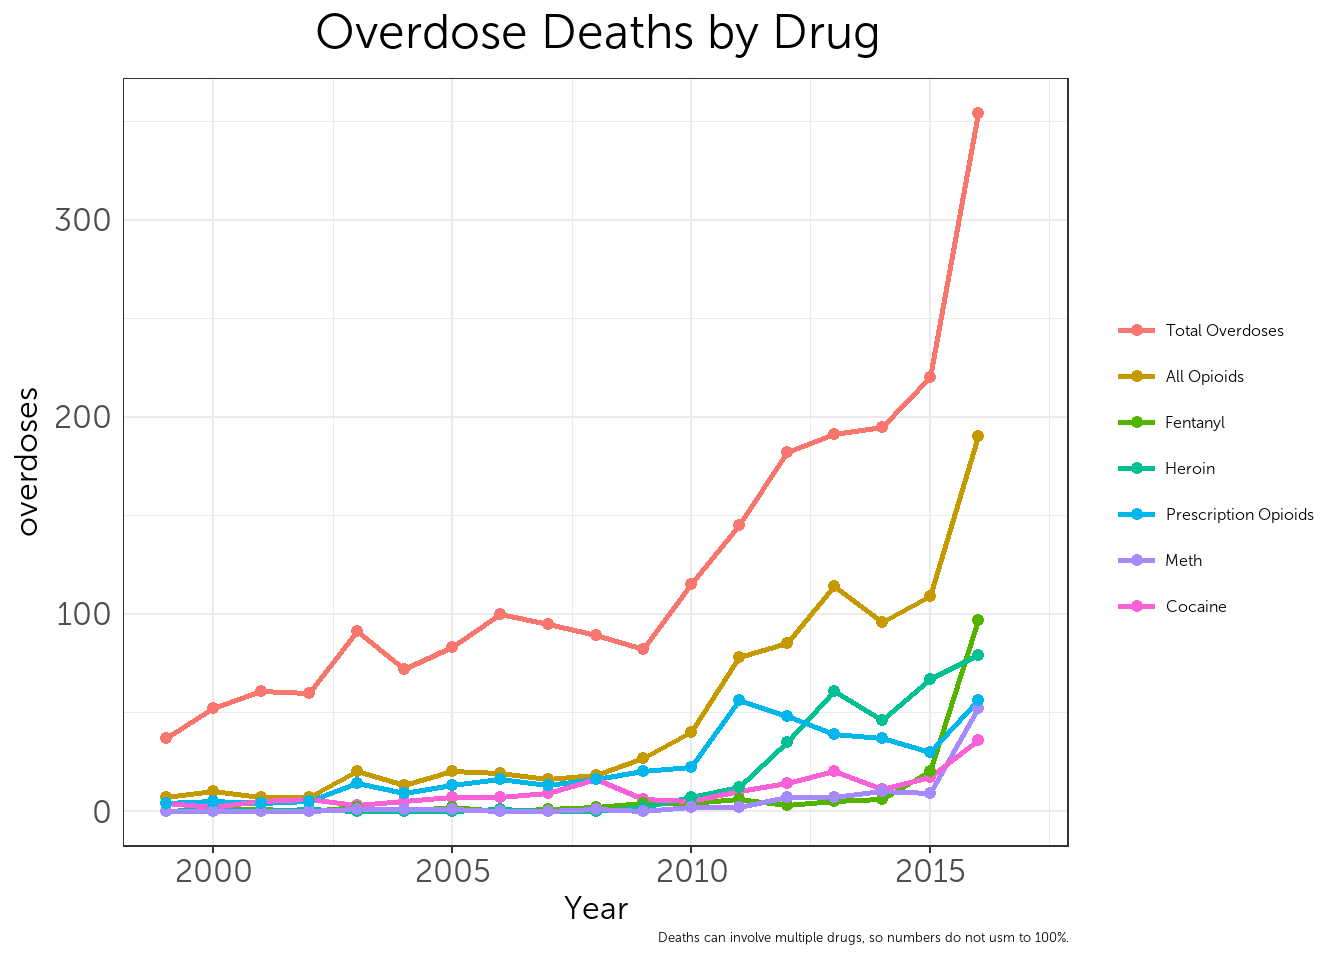 Overdose Deaths by Drug
300
200
100
0
overdoses
2000 2005 2010 2015
Year
Total Overdoses
All Opioids
Fentanyl
Heroin
Prescription Opioids
Meth
Cocaine
Deaths can involve multiple drugs, so numbers do not usm to 100%.